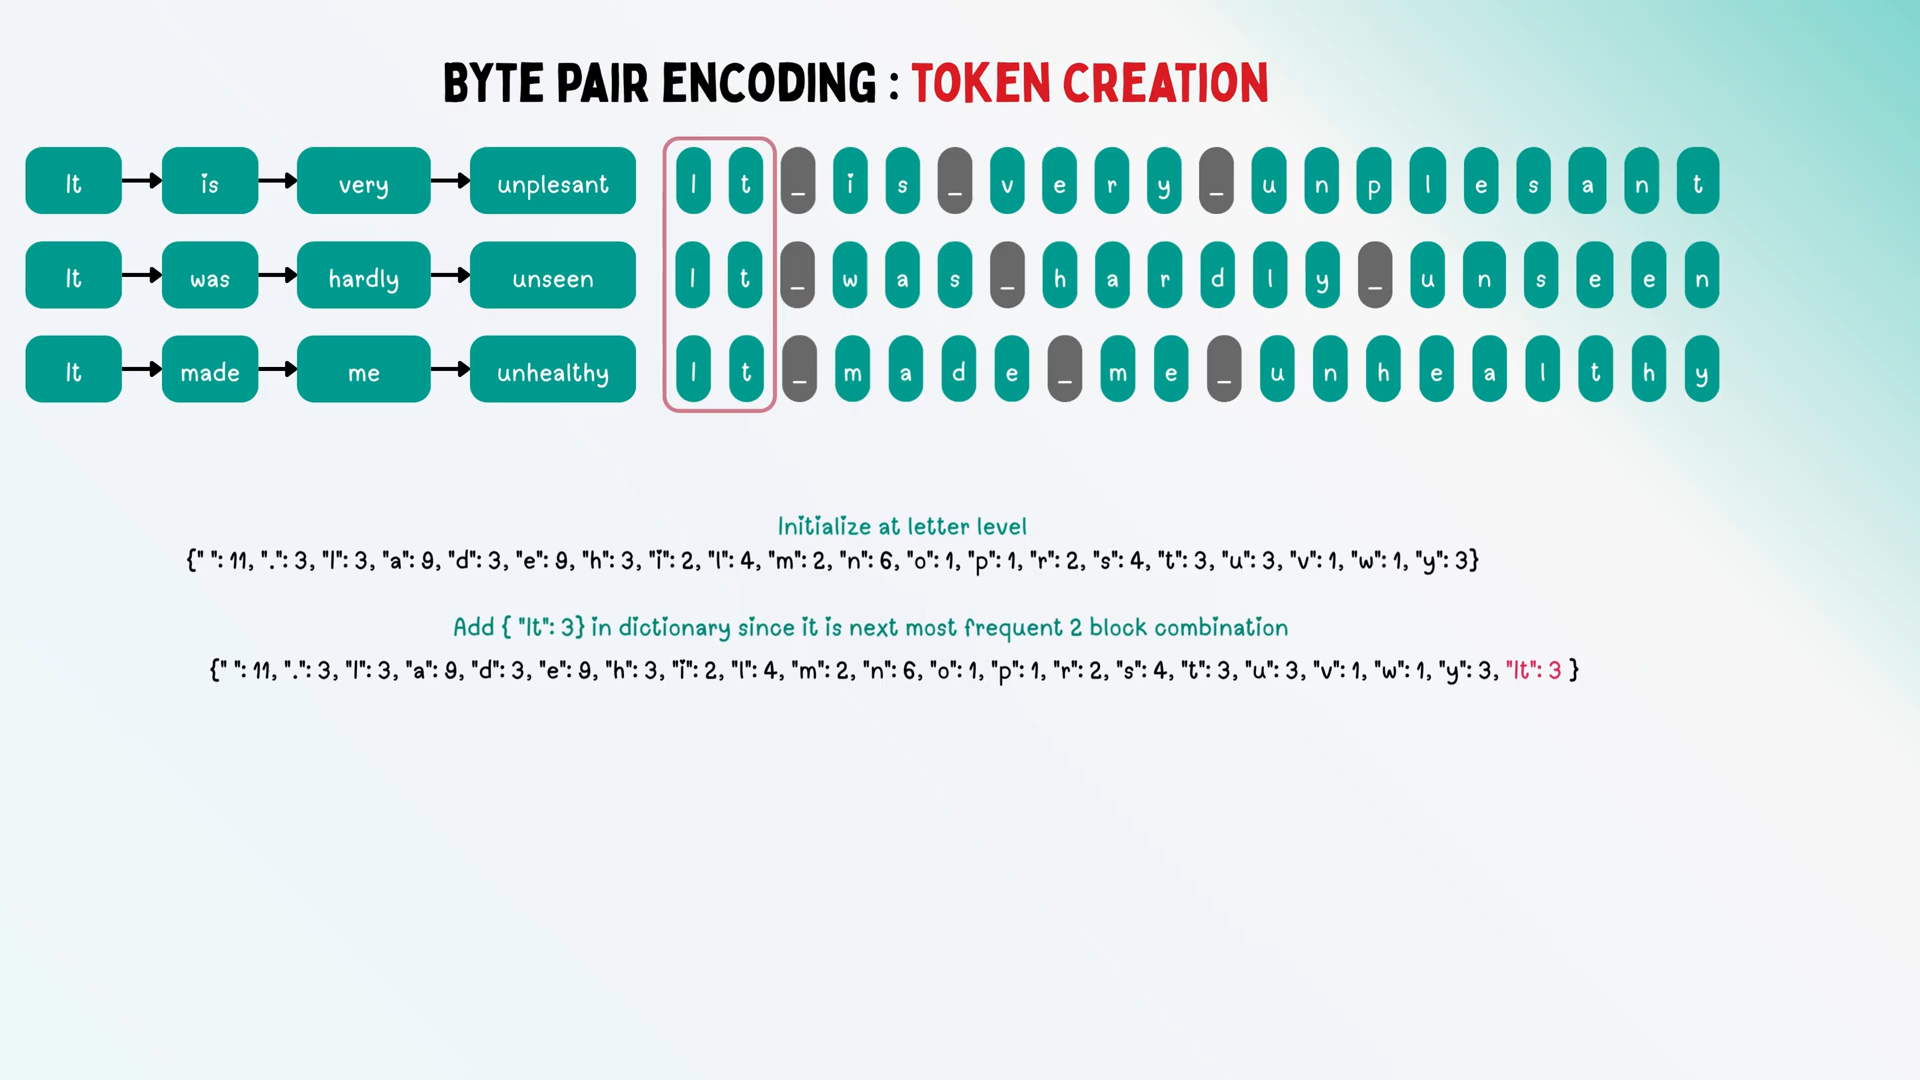 BYTE PAIR ENCODING : TOKEN CREATION
It is very unplesant I t _ i s _ v e r y _ u n p l e s a n t
It was hardly unseen I t _ w a s _ h a r d l y _ u n s e e n
It made me unhealthy I t _ m a d e _ m e _ u n h e a l t h y
Initialize at letter level
{" ": 11, ".": 3, "I": 3, "a": 9, "d": 3, "e": 9, "h": 3, "i": 2, "l": 4, "m": 2, "n": 6, "o": 1, "p": 1, "r": 2, "s": 4, "t": 3, "u": 3, "v": 1, "w": 1, "y": 3}
Add { "It": 3} in dictionary since it is next most frequent 2 block combination
{" ": 11, ".": 3, "I": 3, "a": 9, "d": 3, "e": 9, "h": 3, "i": 2, "l": 4, "m": 2, "n": 6, "o": 1, "p": 1, "r": 2, "s": 4, "t": 3, "u": 3, "v": 1, "w": 1, "y": 3, "It": 3 }